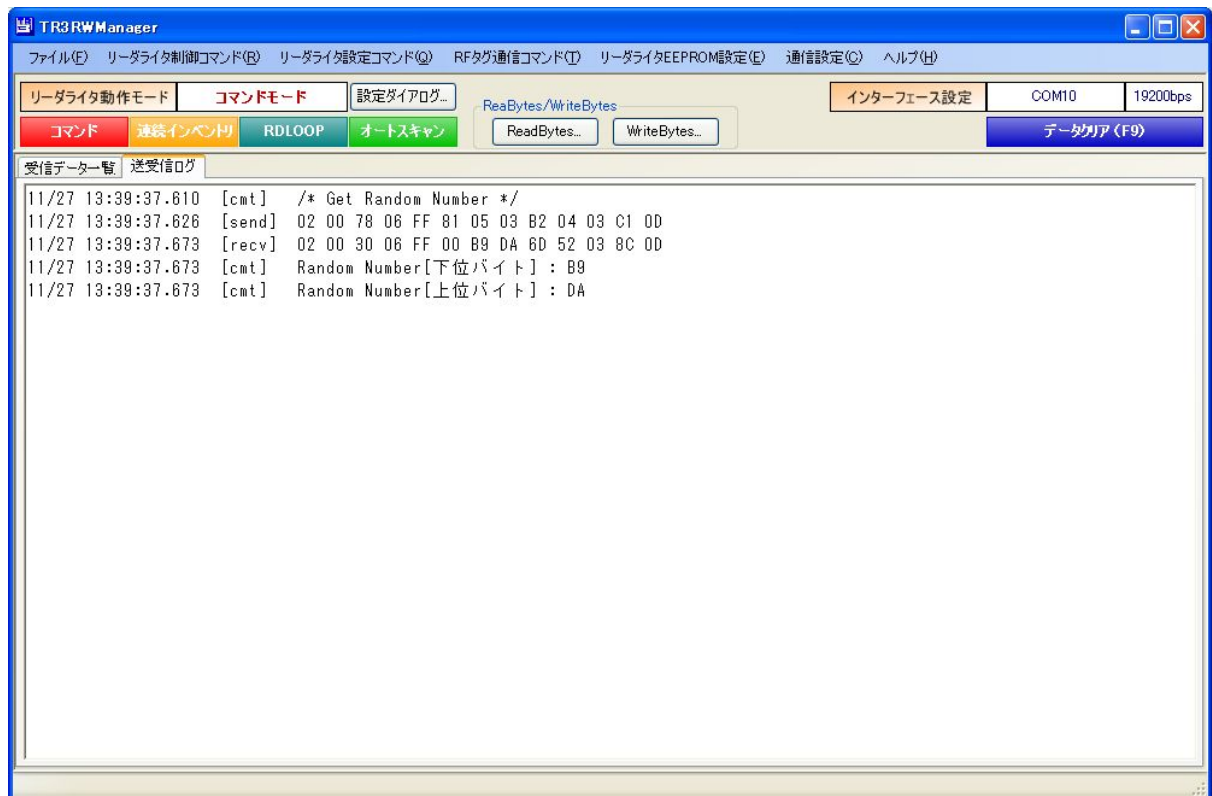 TR3RWManager
ファイル(F) リーダライタ制御コマンド(R) リーダライタ設定コマンド(Q) RFタグ通信コマンド(T) リーダライタEEPROM設定(E) 通信設定(C) ヘルプ(H)
リーダライタ動作モード コマンドモード 設定ダイアログ... ReaBytes/WriteBytes インターフェース設定 COM10 19200bps
コマンド 連続インベントリ RDLOOP オートスキャン ReadBytes... WriteBytes... データクリア (F9)
受信データ一覧 送受信ログ
11/27 13:39:37.610 [cmt] /* Get Random Number */
11/27 13:39:37.626 [send] 02 00 78 06 FF 81 05 03 B2 04 03 C1 0D
11/27 13:39:37.673 [recv] 02 00 30 06 FF 00 B9 DA 6D 52 03 8C 0D
11/27 13:39:37.673 [cmt] Random Number[下位バイト] : B9
11/27 13:39:37.673 [cmt] Random Number[上位バイト] : DA